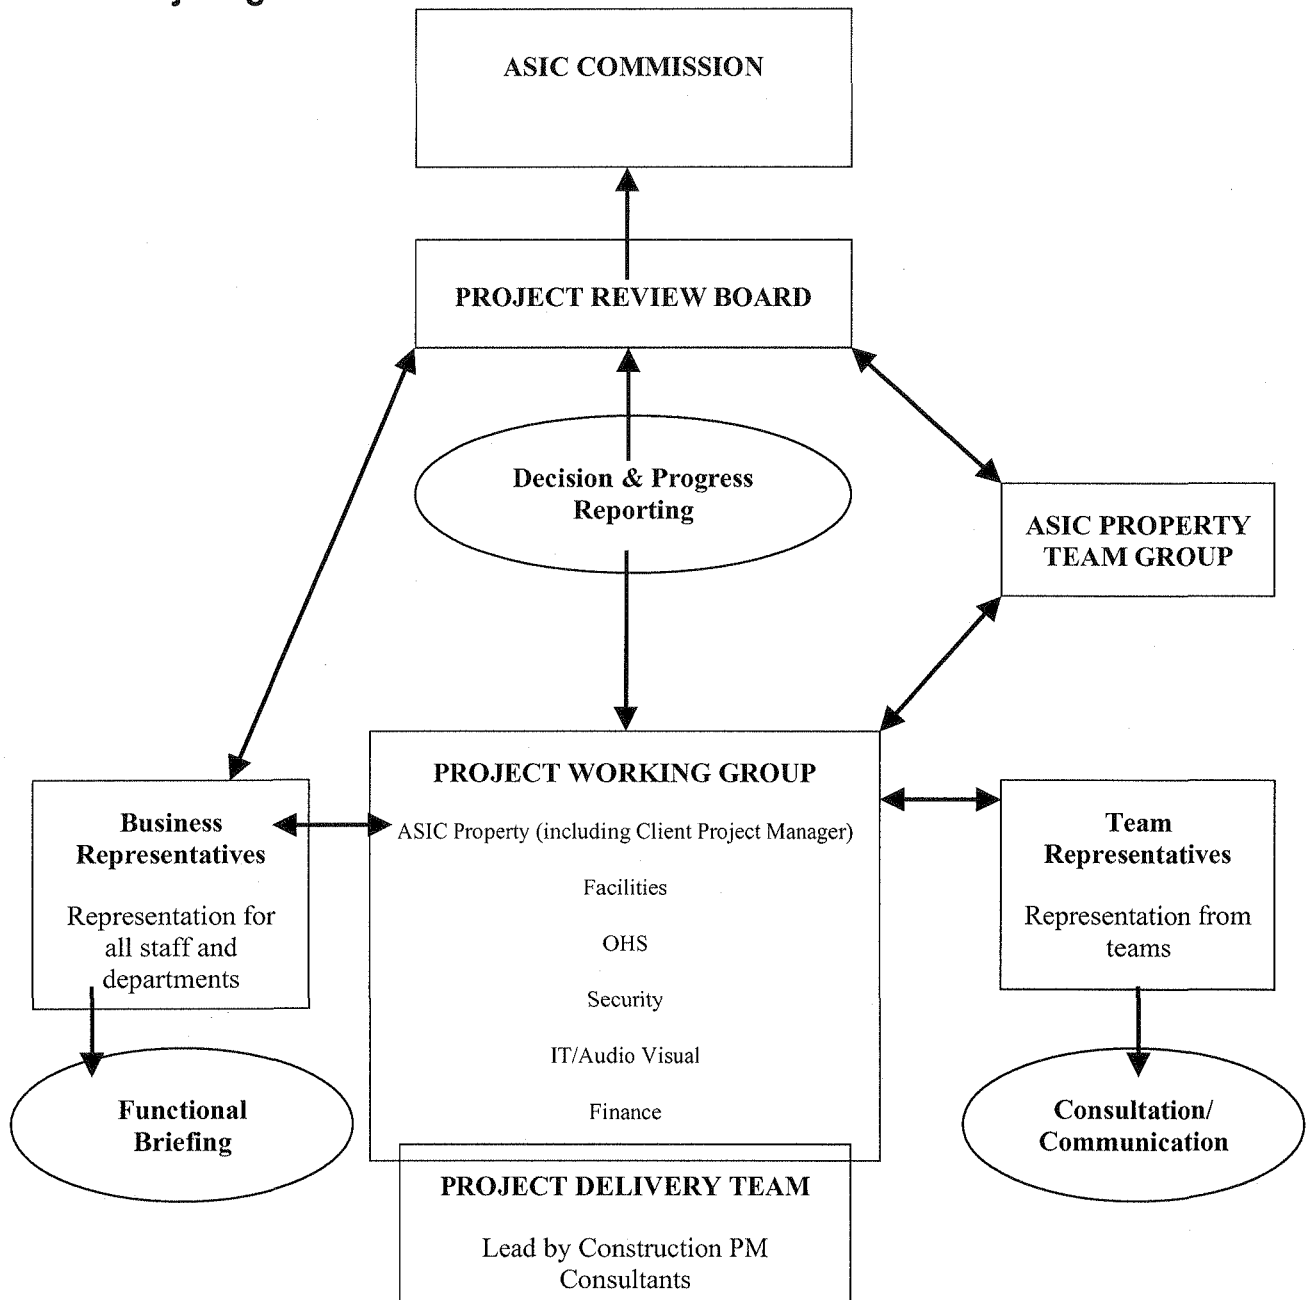 ASIC COMMISSION
PROJECT REVIEW BOARD
Decision & Progress
Reporting
ASIC PROPERTY
TEAM GROUP
PROJECT WORKING GROUP
ASIC Property (including Client Project Manager)
Facilities
OHS
Security
IT/Audio Visual
Finance
Business
Representatives
Representation for
all staff and
departments
Team
Representatives
Representation from
teams
Functional
Briefing
Consultation/
Communication
PROJECT DELIVERY TEAM
Lead by Construction PM
Consultants